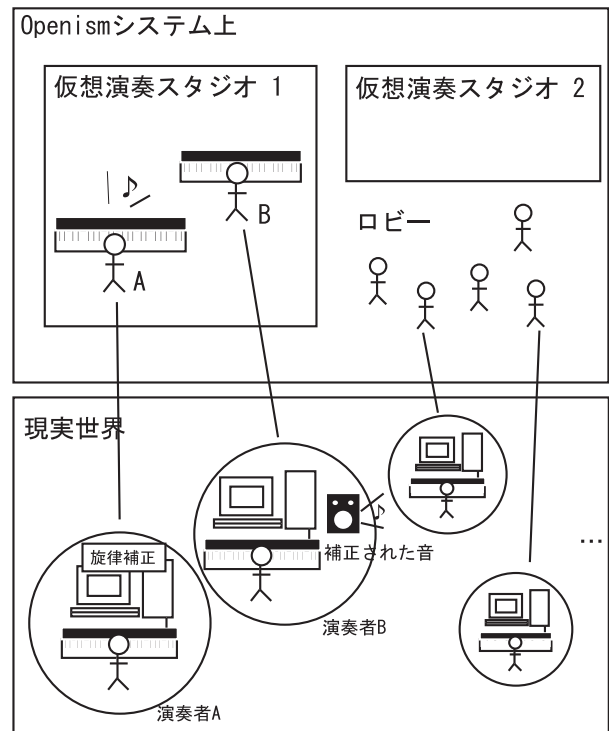 Openismシステム上
仮想演奏スタジオ 1
仮想演奏スタジオ 2
B
A
ロビー
現実世界
旋律補正
補正された音
演奏者B
演奏者A
...